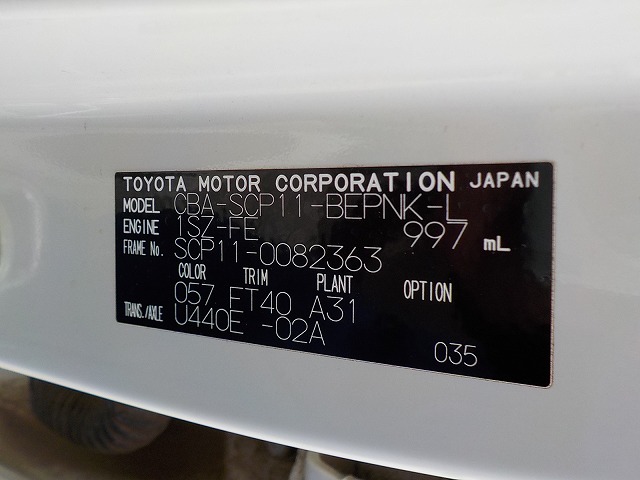 TOYOTA MOTOR CORPORATION JAPAN
MODEL CBA-SCP11-BEPNK-L
ENGINE 1SZ-FE 997 mL
FRAME No. SCP11-0082363
COLOR TRIM PLANT OPTION
057 FT40 A31
TRANS./AXLE U440E -02A
035